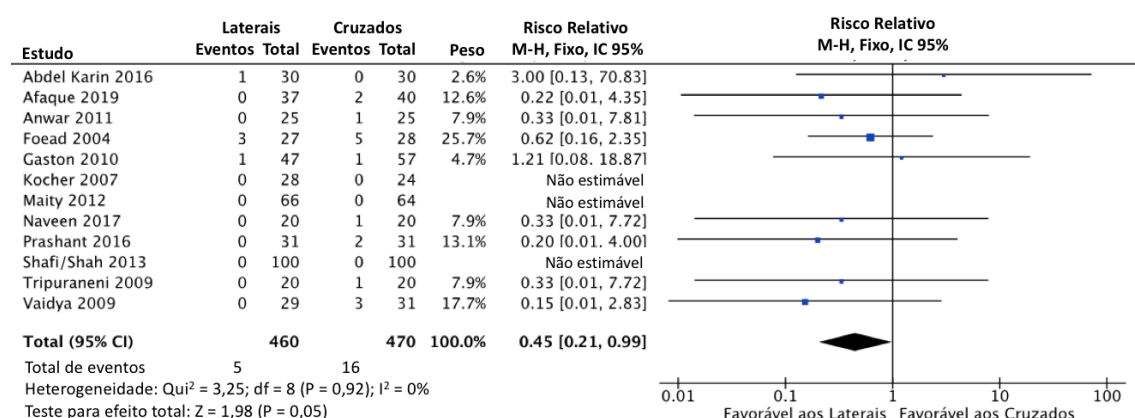 Laterais Cruzados Risco Relativo Risco Relativo
Estudo Eventos Total Eventos Total Peso M-H, Fixo, IC 95% M-H, Fixo, IC 95%
Abdel Karin 2016 1 30 0 30 2.6% 3.00 [0.13, 70.83]
Afaque 2019 0 37 2 40 12.6% 0.22 [0.01, 4.35]
Anwar 2011 0 25 1 25 7.9% 0.33 [0.01, 7.81]
Foead 2004 3 27 5 28 25.7% 0.62 [0.16, 2.35]
Gaston 2010 1 47 1 57 4.7% 1.21 [0.08, 18.87]
Kocher 2007 0 28 0 24 Não estimável
Maity 2012 0 66 0 64 Não estimável
Naveen 2017 0 20 1 20 7.9% 0.33 [0.01, 7.72]
Prashant 2016 0 31 2 31 13.1% 0.20 [0.01, 4.00]
Shafi/Shah 2013 0 100 0 100 Não estimável
Tripuraneni 2009 0 20 1 20 7.9% 0.33 [0.01, 7.72]
Vaidya 2009 0 29 3 31 17.7% 0.15 [0.01, 2.83]
Total (95% CI) 460 470 100.0% 0.45 [0.21, 0.99]
Total de eventos 5 16
Heterogeneidade: Qui² = 3,25; df = 8 (P = 0,92); I² = 0%
Teste para efeito total: Z = 1,98 (P = 0,05)
0.01 0.1 1 10 100
Favorável aos Laterais Favorável aos Cruzados